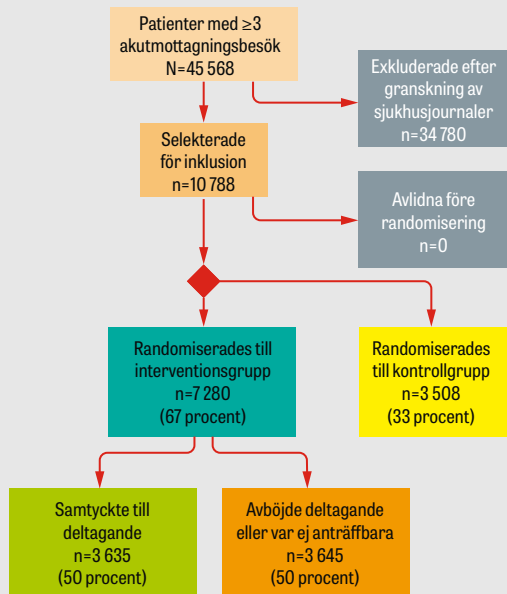 Patienter med ≥3
akutmottagningsbesök
N=45 568
Exkluderade efter
granskning av
sjukhusjournaler
n=34 780
Selekterade
för inklusion
n=10 788
Avlidna före
randomisering
n=0
Randomiserades till
interventionsgrupp
n=7 280
(67 procent)
Randomiserades
till kontrollgrupp
n=3 508
(33 procent)
Samtyckte till
deltagande
n=3 635
(50 procent)
Avböjde deltagande
eller var ej anträffbara
n=3 645
(50 procent)